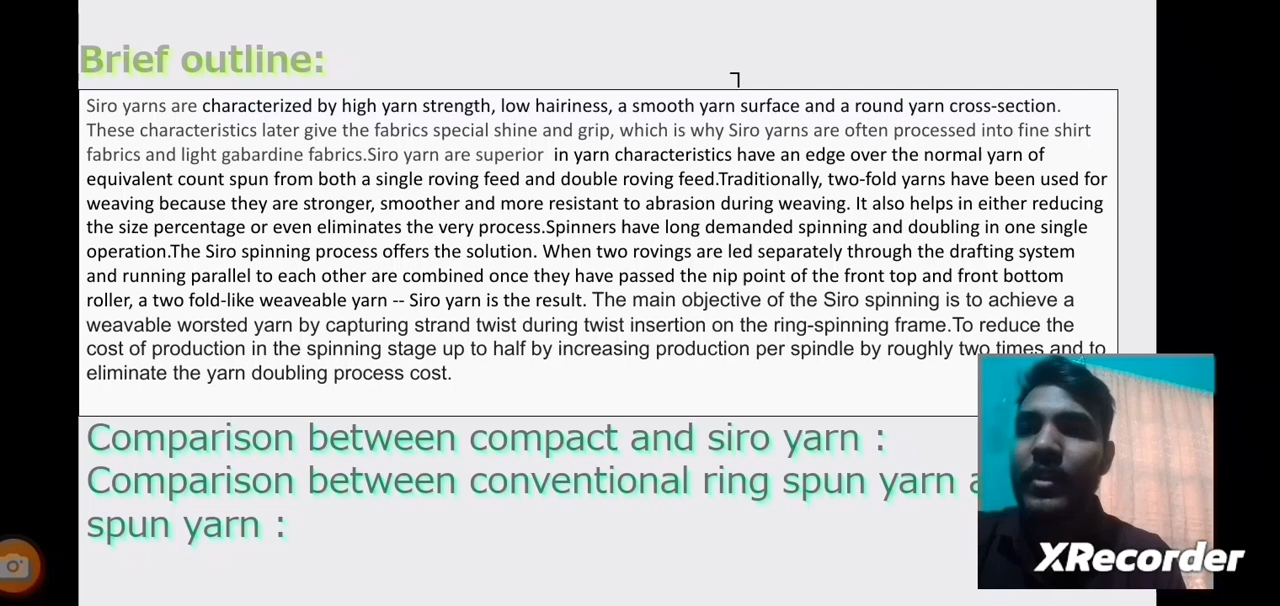 Brief outline:
Siro yarns are characterized by high yarn strength, low hairiness, a smooth yarn surface and a round yarn cross-section.
These characteristics later give the fabrics special shine and grip, which is why Siro yarns are often processed into fine shirt
fabrics and light gabardine fabrics.Siro yarn are superior  in yarn characteristics have an edge over the normal yarn of
equivalent count spun from both a single roving feed and double roving feed.Traditionally, two-fold yarns have been used for
weaving because they are stronger, smoother and more resistant to abrasion during weaving. It also helps in either reducing
the size percentage or even eliminates the very process.Spinners have long demanded spinning and doubling in one single
operation.The Siro spinning process offers the solution. When two rovings are led separately through the drafting system
and running parallel to each other are combined once they have passed the nip point of the front top and front bottom
roller, a two fold-like weaveable yarn -- Siro yarn is the result. The main objective of the Siro spinning is to achieve a
weavable worsted yarn by capturing strand twist during twist insertion on the ring-spinning frame.To reduce the
cost of production in the spinning stage up to half by increasing production per spindle by roughly two times and to
eliminate the yarn doubling process cost.
Comparison between compact and siro yarn :
Comparison between conventional ring spun yarn
spun yarn :
XRecorder